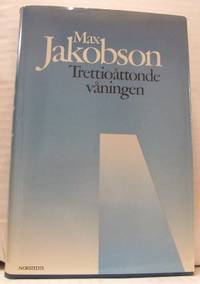 Max
Jakobson
Trettioåttonde
våningen
NORSTEDTS